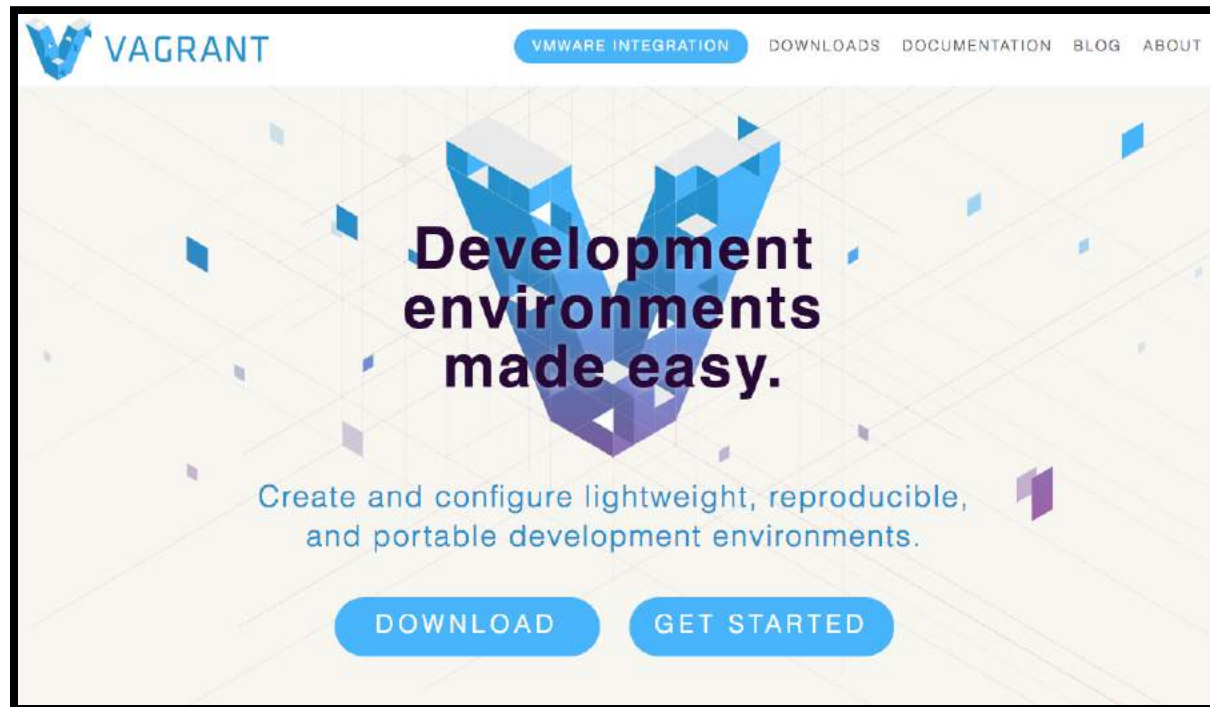 VAGRANT
VMWARE INTEGRATION DOWNLOADS DOCUMENTATION BLOG ABOUT
Development
environments
made easy.
Create and configure lightweight, reproducible,
and portable development environments.
DOWNLOAD GET STARTED